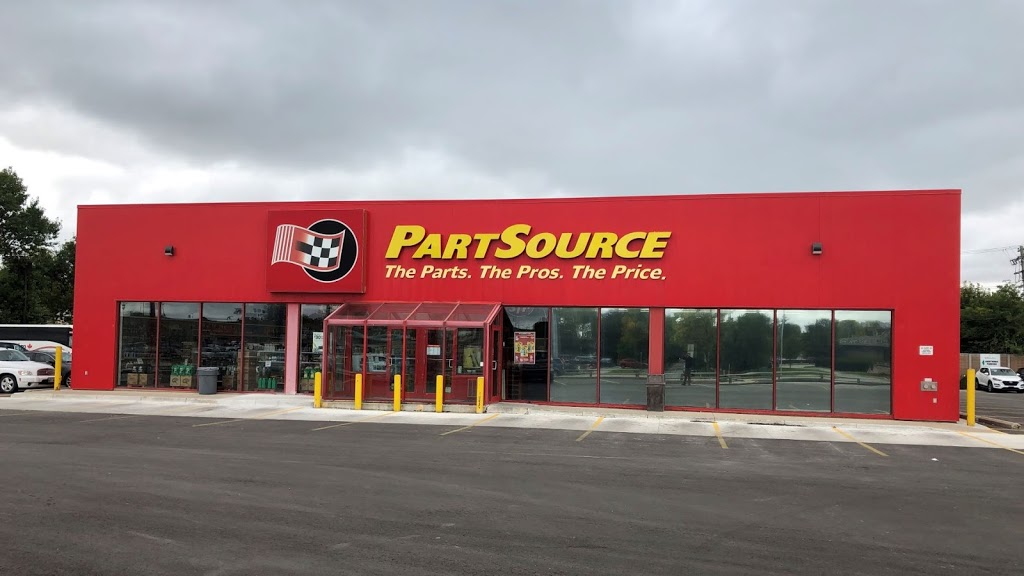 PARTSOURCE
The Parts. The Pros. The Price.